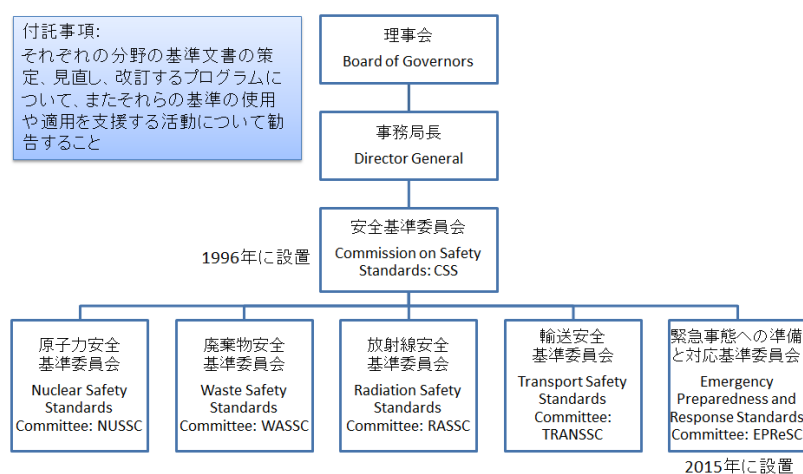 付託事項:
それぞれの分野の基準文書の策
定、見直し、改訂するプログラムに
ついて、またそれらの基準の使用
や適用を支援する活動について勧
告すること
理事会
Board of Governors
事務局長
Director General
安全基準委員会
Commission on Safety
Standards: CSS
1996年に設置
原子力安全
基準委員会
Nuclear Safety
Standards
Committee: NUSSC
廃棄物安全
基準委員会
Waste Safety
Standards
Committee: WASSC
放射線安全
基準委員会
Radiation Safety
Standards
Committee: RASSC
輸送安全
基準委員会
Transport Safety
Standards
Committee:
TRANSSC
緊急事態への準備
と対応基準委員会
Emergency
Preparedness and
Response Standards
Committee: EPReSC
2015年に設置